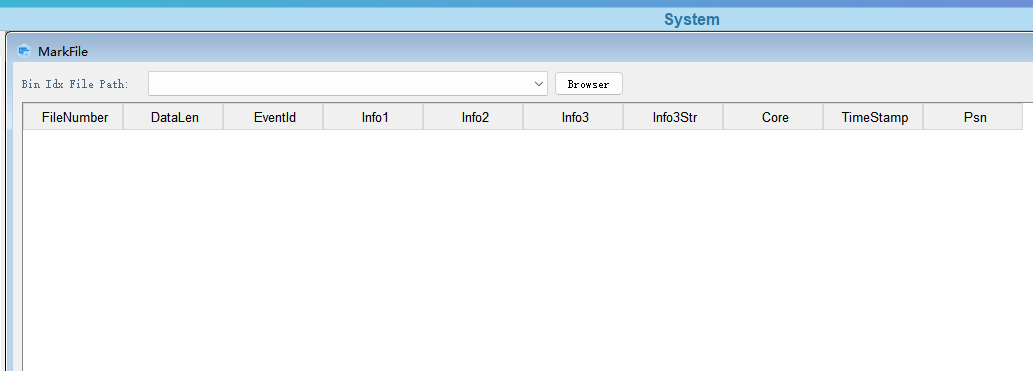 System
MarkFile
Bin Idx File Path: Browser
FileNumber DataLen EventId Info1 Info2 Info3 Info3Str Core TimeStamp Psn